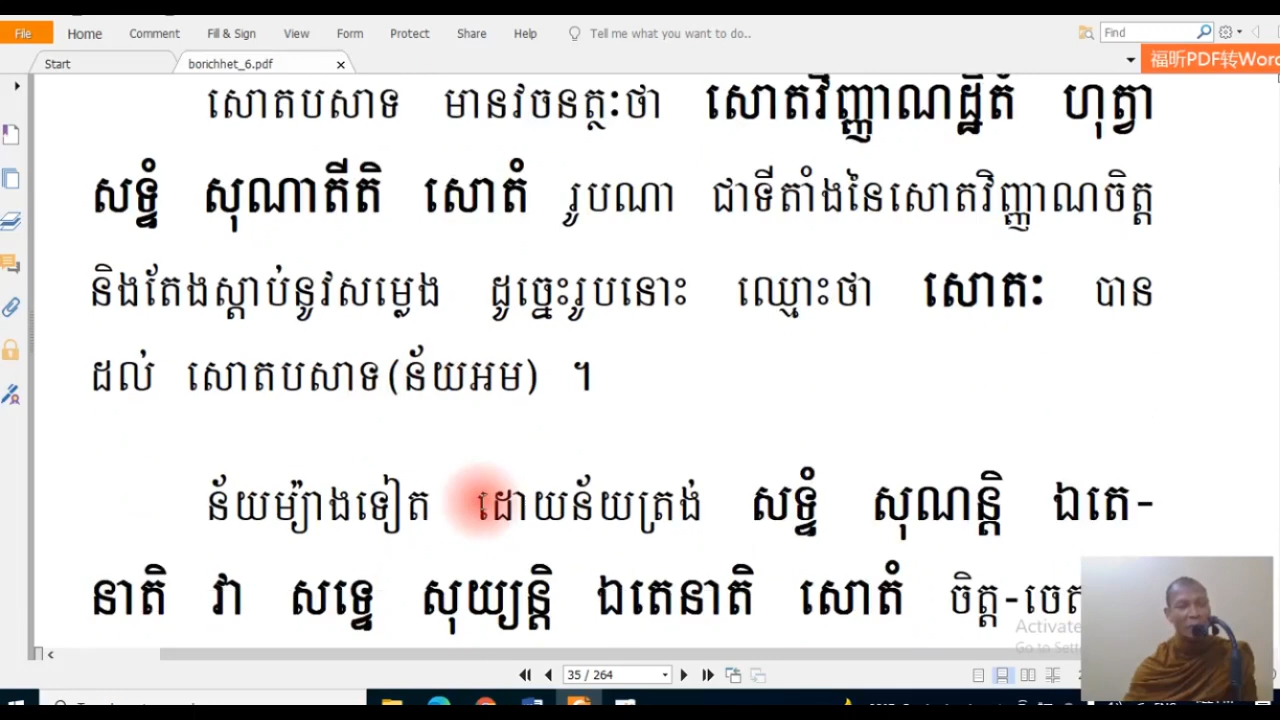 File Home Comment Fill & Sign View Form Protect Share Help Tell me what you want to do.. Find
Start borichhet_6.pdf 福昕PDF转Word
សោតបសាទ មានវចនត្ថៈថា សោតវិញ្ញាណដ្ឋិតំ ហុត្វា
សទ្ទំ សុណាតីតិ សោតំ រូបណា ជាទីតាំងនៃសោតវិញ្ញាណចិត្ត
និងតែងស្តាប់នូវសម្លេង ដូច្នេះរូបនោះ ឈ្មោះថា សោតៈ បាន
ដល់ សោតបសាទ(ន័យអម) ។
ន័យម្យ៉ាងទៀត ដោយន័យត្រង់ សទ្ទំ សុណន្តិ ឯតេ-
នាតិ វា សទ្ទេ សុយ្យន្តិ ឯតេនាតិ សោតំ ចិត្ត-ចេត
Activate
Go to Sett
35 / 264